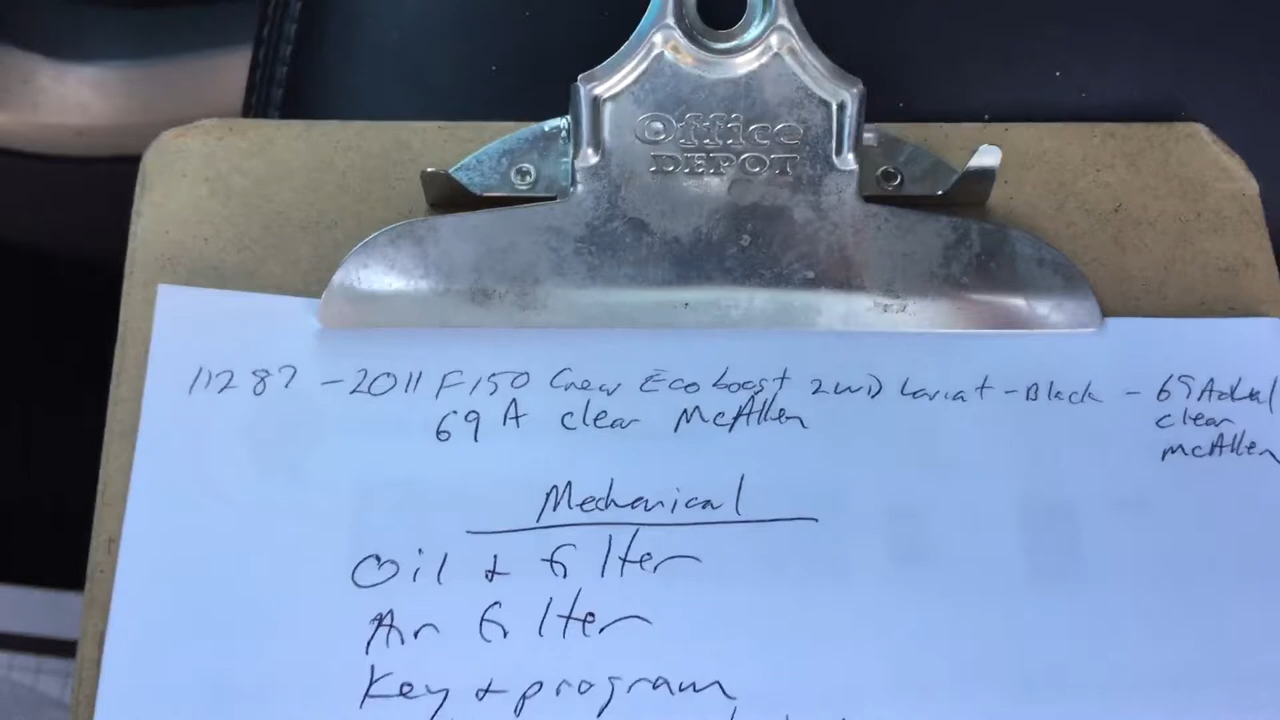 Office
DEPOT
11287 - 2011 F150 Crew Ecoboost 2WD Lariat - Black - 69 Actual
clear
McAllen
69 A clear McAllen
Mechanical
Oil + filter
Air filter
Key + program